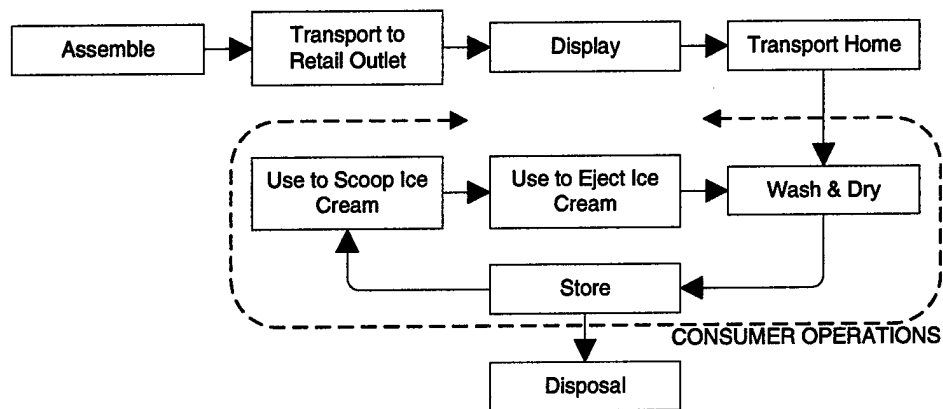 Assemble
Transport to
Retail Outlet
Display
Transport Home
Use to Scoop Ice
Cream
Use to Eject Ice
Cream
Wash & Dry
Store
CONSUMER OPERATIONS
Disposal